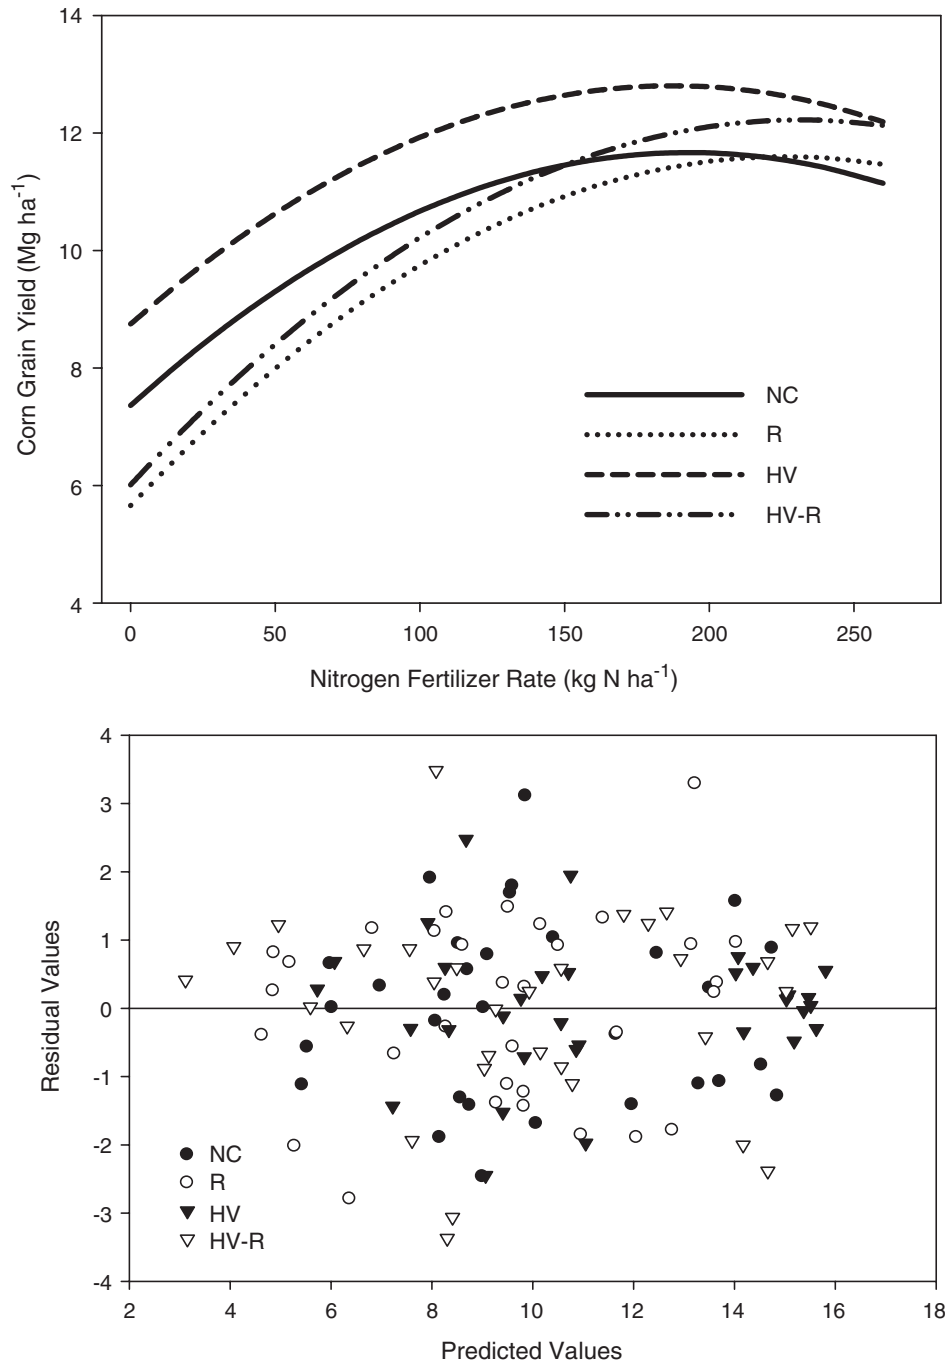 14
12
10
8
6
4
Corn Grain Yield (Mg ha-1)
NC
R
HV
HV-R
0 50 100 150 200 250
Nitrogen Fertilizer Rate (kg N ha-1)
4
3
2
1
0
-1
-2
-3
-4
Residual Values
NC
R
HV
HV-R
2 4 6 8 10 12 14 16 18
Predicted Values